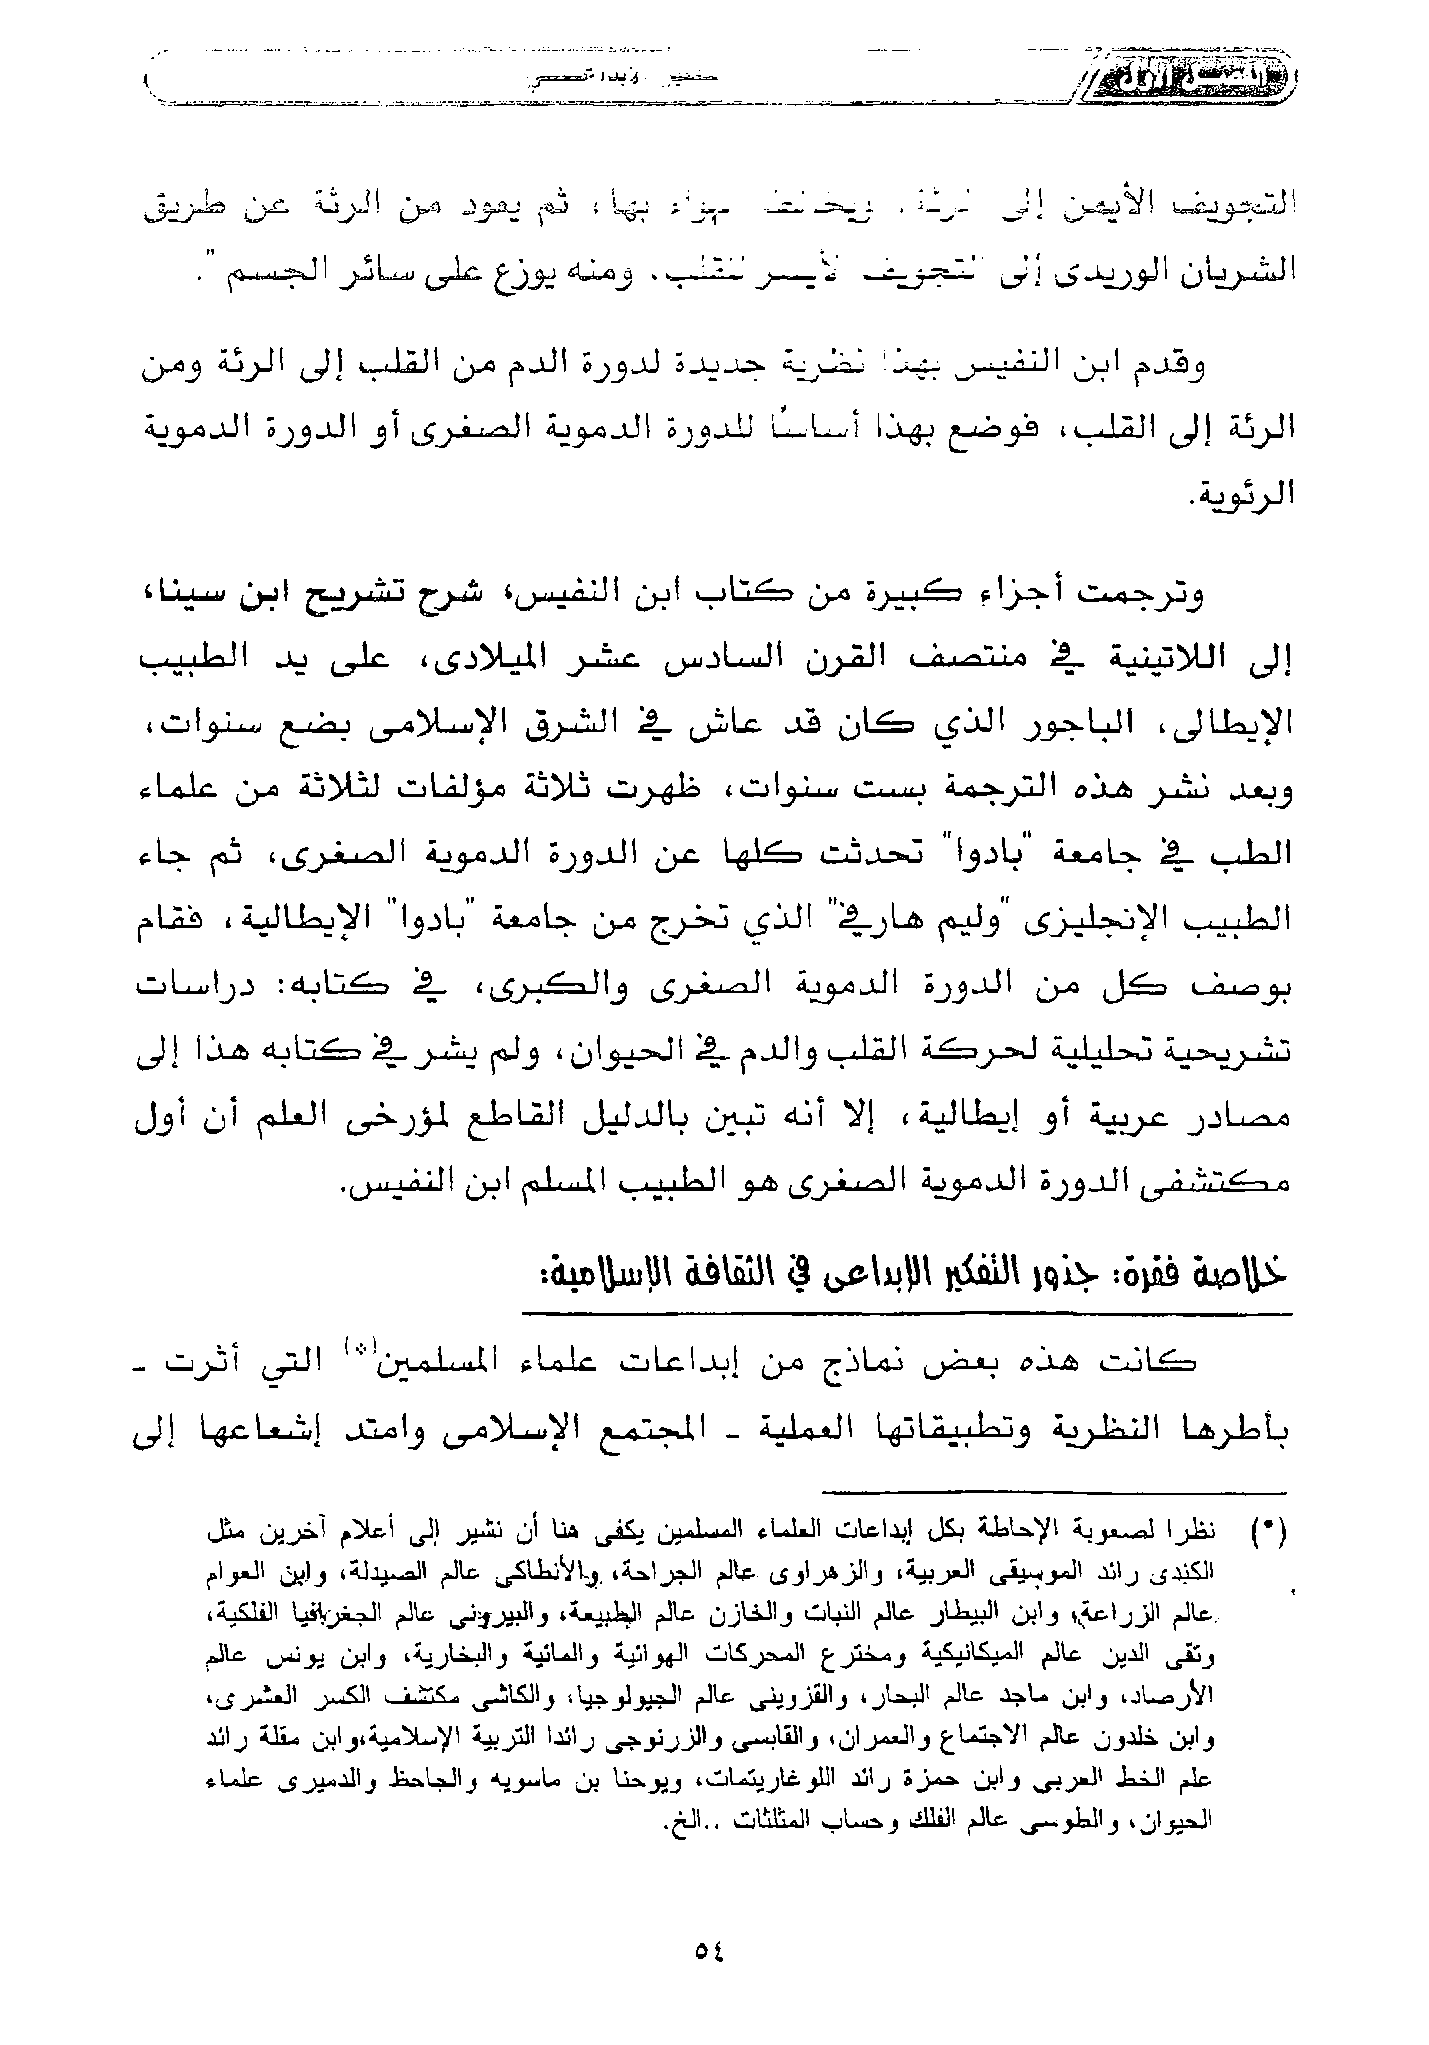 الفصل الأول
التجويف الأيمن إلى الرئة، ويختلط بهواء بها، ثم يعود من الرئة عن طريق
الشريان الوريدى إلى التجويف الأيسر للقلب، ومنه يوزع على سائر الجسم".
وقدم ابن النفيس بهذا نظرية جديدة لدورة الدم من القلب إلى الرئة ومن
الرئة إلى القلب، فوضع بهذا أساسًا للدورة الدموية الصغرى أو الدورة الدموية
الرئوية.
وترجمت أجزاء كبيرة من كتاب ابن النفيس، شرح تشريح ابن سينا،
إلى اللاتينية في منتصف القرن السادس عشر الميلادى، على يد الطبيب
الإيطالى، الباجور الذي كان قد عاش في الشرق الإسلامى بضع سنوات،
وبعد نشر هذه الترجمة بست سنوات، ظهرت ثلاثة مؤلفات لثلاثة من علماء
الطب في جامعة "بادوا" تحدثت كلها عن الدورة الدموية الصغرى، ثم جاء
الطبيب الإنجليزى "وليم هارفي" الذي تخرج من جامعة "بادوا" الإيطالية، فقام
بوصف كل من الدورة الدموية الصغرى والكبرى، في كتابه: دراسات
تشريحية تحليلية لحركة القلب والدم في الحيوان، ولم يشر في كتابه هذا إلى
مصادر عربية أو إيطالية، إلا أنه تبين بالدليل القاطع لمؤرخى العلم أن أول
مكتشفى الدورة الدموية الصغرى هو الطبيب المسلم ابن النفيس.
خلاصة فقرة: جذور التفكير الإبداعى في الثقافة الإسلامية:
كانت هذه بعض نماذج من إبداعات علماء المسلمين(*) التي أثرت -
بأطرها النظرية وتطبيقاتها العملية - المجتمع الإسلامى وامتد إشعاعها إلى
(*) نظرا لصعوبة الإحاطة بكل إبداعات العلماء المسلمين يكفى هنا أن نشير إلى أعلام آخرين مثل
الكندى رائد الموسيقى العربية، والزهراوى عالم الجراحة، والأنطاكى عالم الصيدلة، وابن العوام
عالم الزراعة، وابن البيطار عالم النبات والخازن عالم الطبيعة، والبيرونى عالم الجغرافيا الفلكية،
وتقى الدين عالم الميكانيكية ومخترع المحركات الهوائية والمائية والبخارية، وابن يونس عالم
الأرصاد، وابن ماجد عالم البحار، والقزوينى عالم الجيولوجيا، والكاشى مكتشف الكسر العشرى،
وابن خلدون عالم الاجتماع والعمران، والقابسى والزرنوجى رائدا التربية الإسلامية،وابن مقلة رائد
علم الخط العربى وابن حمزة رائد اللوغاريتمات، ويوحنا بن ماسويه والجاحظ والدميرى علماء
الحيوان، والطوسى عالم الفلك وحساب المثلثات ..الخ.
٥٤